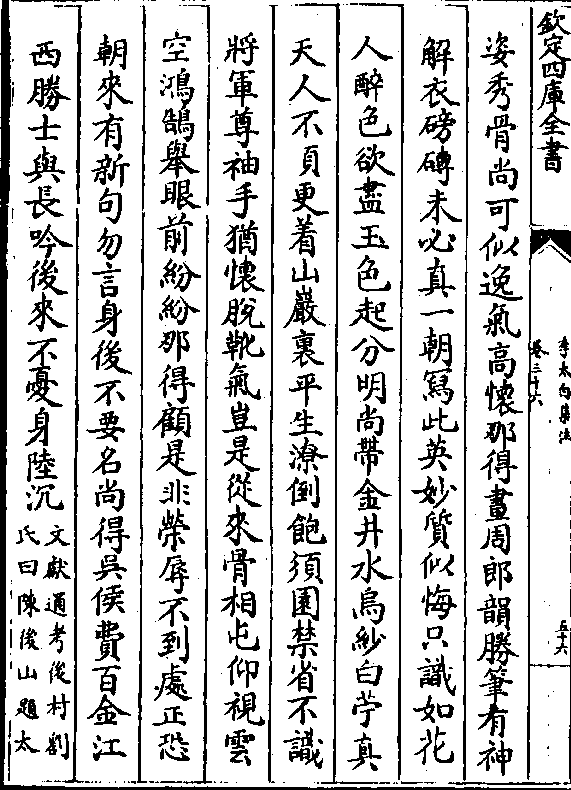 欽定四庫全書
李太白集注
卷三十六
五十六
姿秀骨尚可似逸氣高懷那得畫周郎韻勝筆有神
解衣磅礴未必真一朝寫此英妙質似悔只識如花
人醉色欲盡玉色起分明尚帶金井水烏紗白苧真
天人不須更着山巖裏平生潦倒飽須園禁省不識
將軍尊袖手猶懷脫靴氣豈是從來骨相屯仰視雲
空鴻鵠舉眼前紛紛那得顧是非榮辱不到處正恐
朝來有新句勿言身後不要名尚得吳侯費百金江
西勝士與長吟後來不憂身陸沉
文獻通考後村劉
氏曰陳後山題太